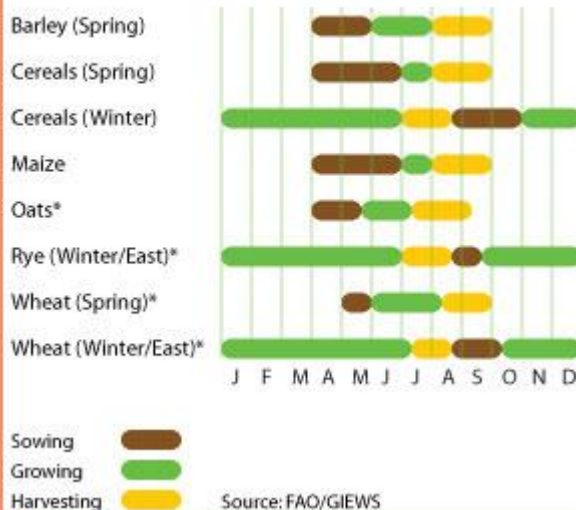 Barley (Spring)
Cereals (Spring)
Cereals (Winter)
Maize
Oats*
Rye (Winter/East)*
Wheat (Spring)*
Wheat (Winter/East)*
J F M A M J J A S O N D
Sowing
Growing
Harvesting
Source: FAO/GIEWS